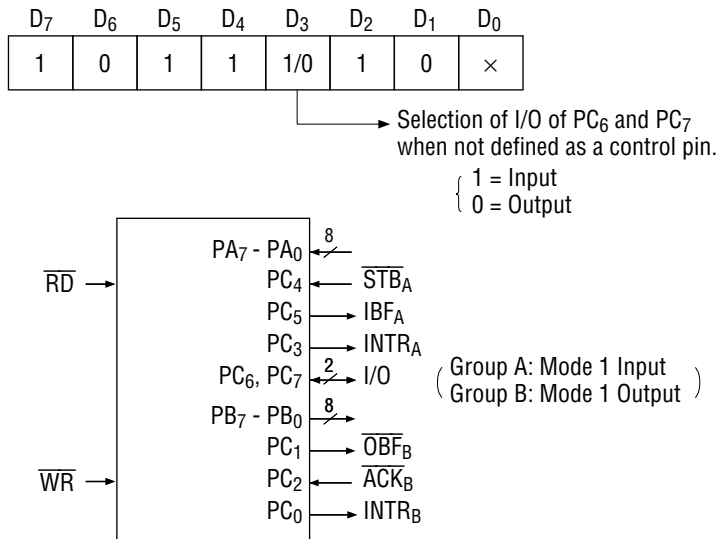 D7 D6 D5 D4 D3 D2 D1 D0
1 0 1 1 1/0 1 0 ×
Selection of I/O of PC6 and PC7
when not defined as a control pin.
1 = Input
0 = Output
PA7 - PA0 8
RD PC4 STBA
PC5 IBFA
PC3 INTRA
PC6, PC7 2 I/O
Group A: Mode 1 Input
Group B: Mode 1 Output
PB7 - PB0 8
PC1 OBFB
WR PC2 ACKB
PC0 INTRB